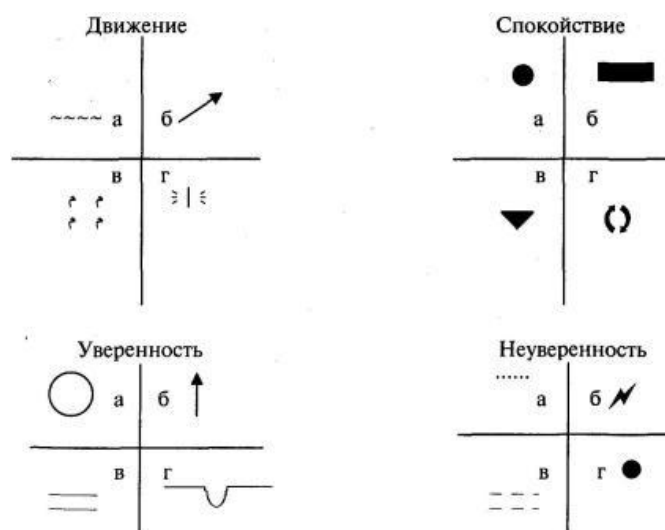 Движение
Спокойствие
а б
в г
а б
в г
Уверенность
Неуверенность
а б
в г
а б
в г